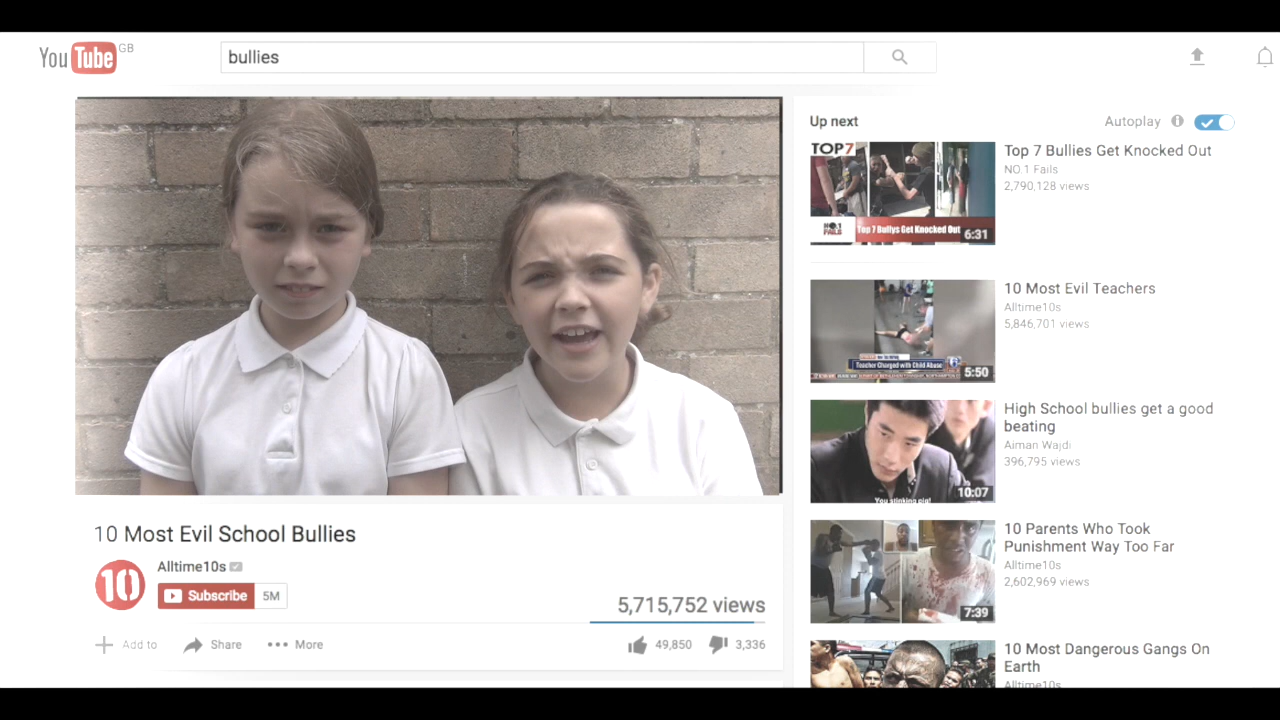 YouTube GB
bullies
Up next
Autoplay
TOP7
Top 7 Bullys Get Knocked Out
6:31
Top 7 Bullies Get Knocked Out
NO.1 Fails
2,790,128 views
Teacher Charged with Child Abuse
5:50
10 Most Evil Teachers
Alltime10s
5,846,701 views
You stinking pig!
10:07
High School bullies get a good
beating
Aiman Wajdi
396,795 views
7:39
10 Parents Who Took
Punishment Way Too Far
Alltime10s
2,602,969 views
10 Most Dangerous Gangs On
Earth
Alltime10s
10 Most Evil School Bullies
10
Alltime10s
Subscribe 5M
5,715,752 views
Add to Share More 49,850 3,336